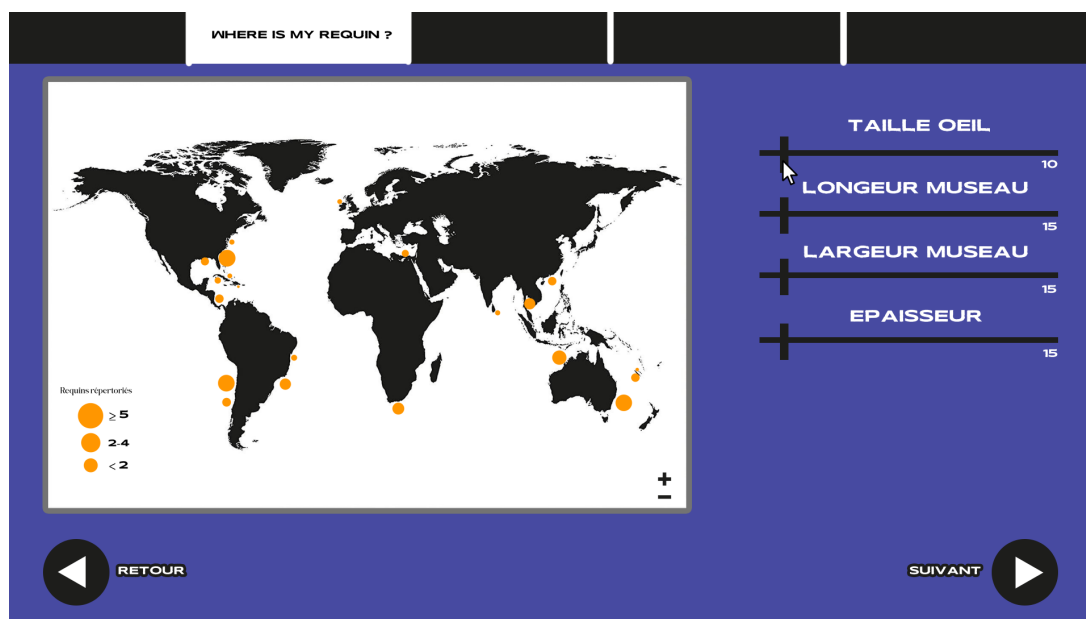 WHERE IS MY REQUIN ?
TAILLE OEIL
10
LONGEUR MUSEAU
15
LARGEUR MUSEAU
15
EPAISSEUR
15
Requins répertoriés
≥ 5
2-4
< 2
+
−
RETOUR
SUIVANT